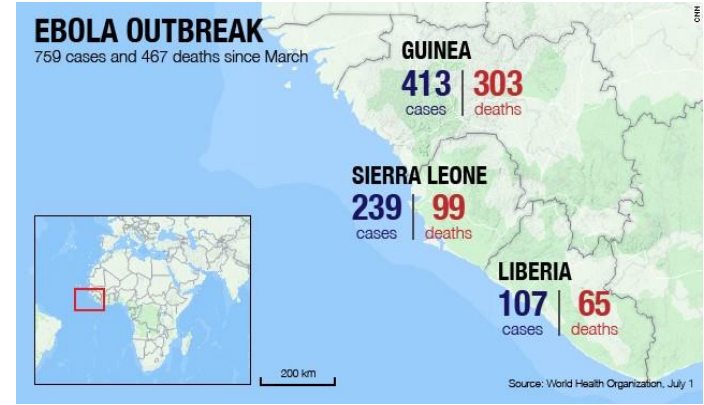 EBOLA OUTBREAK
759 cases and 467 deaths since March
CNN
GUINEA
413 303
cases deaths
SIERRA LEONE
239 99
cases deaths
LIBERIA
107 65
cases deaths
200 km
Source: World Health Organization, July 1